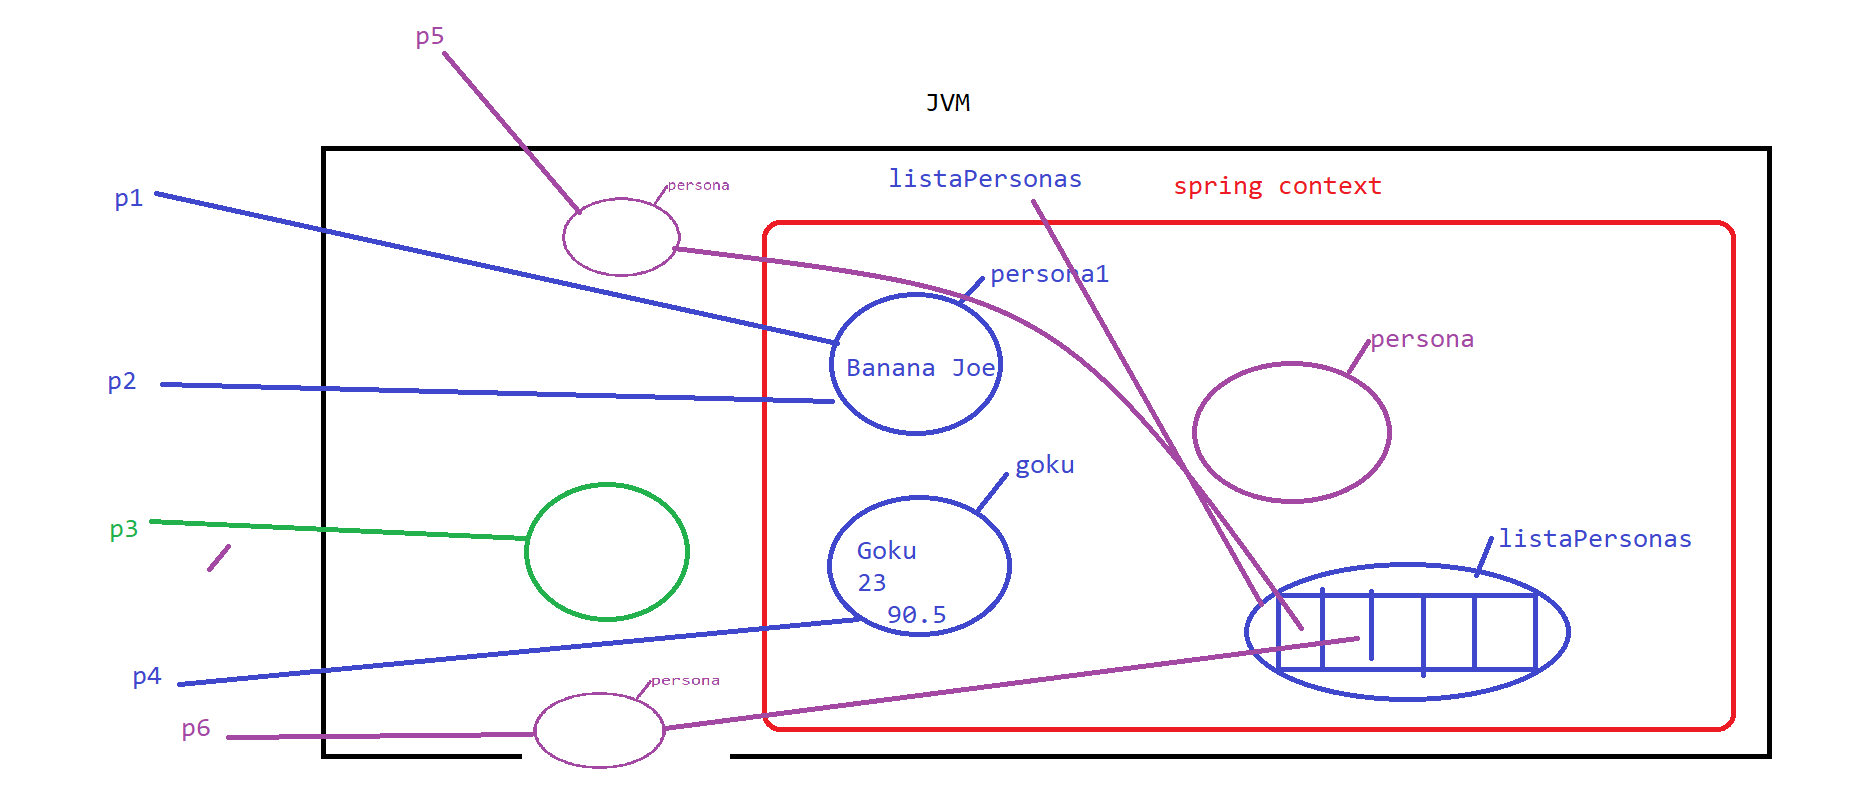 p5
JVM
p1
persona
listaPersonas
spring context
persona1
persona
Banana Joe
p2
goku
p3
Goku
23
90.5
listaPersonas
p4
persona
p6